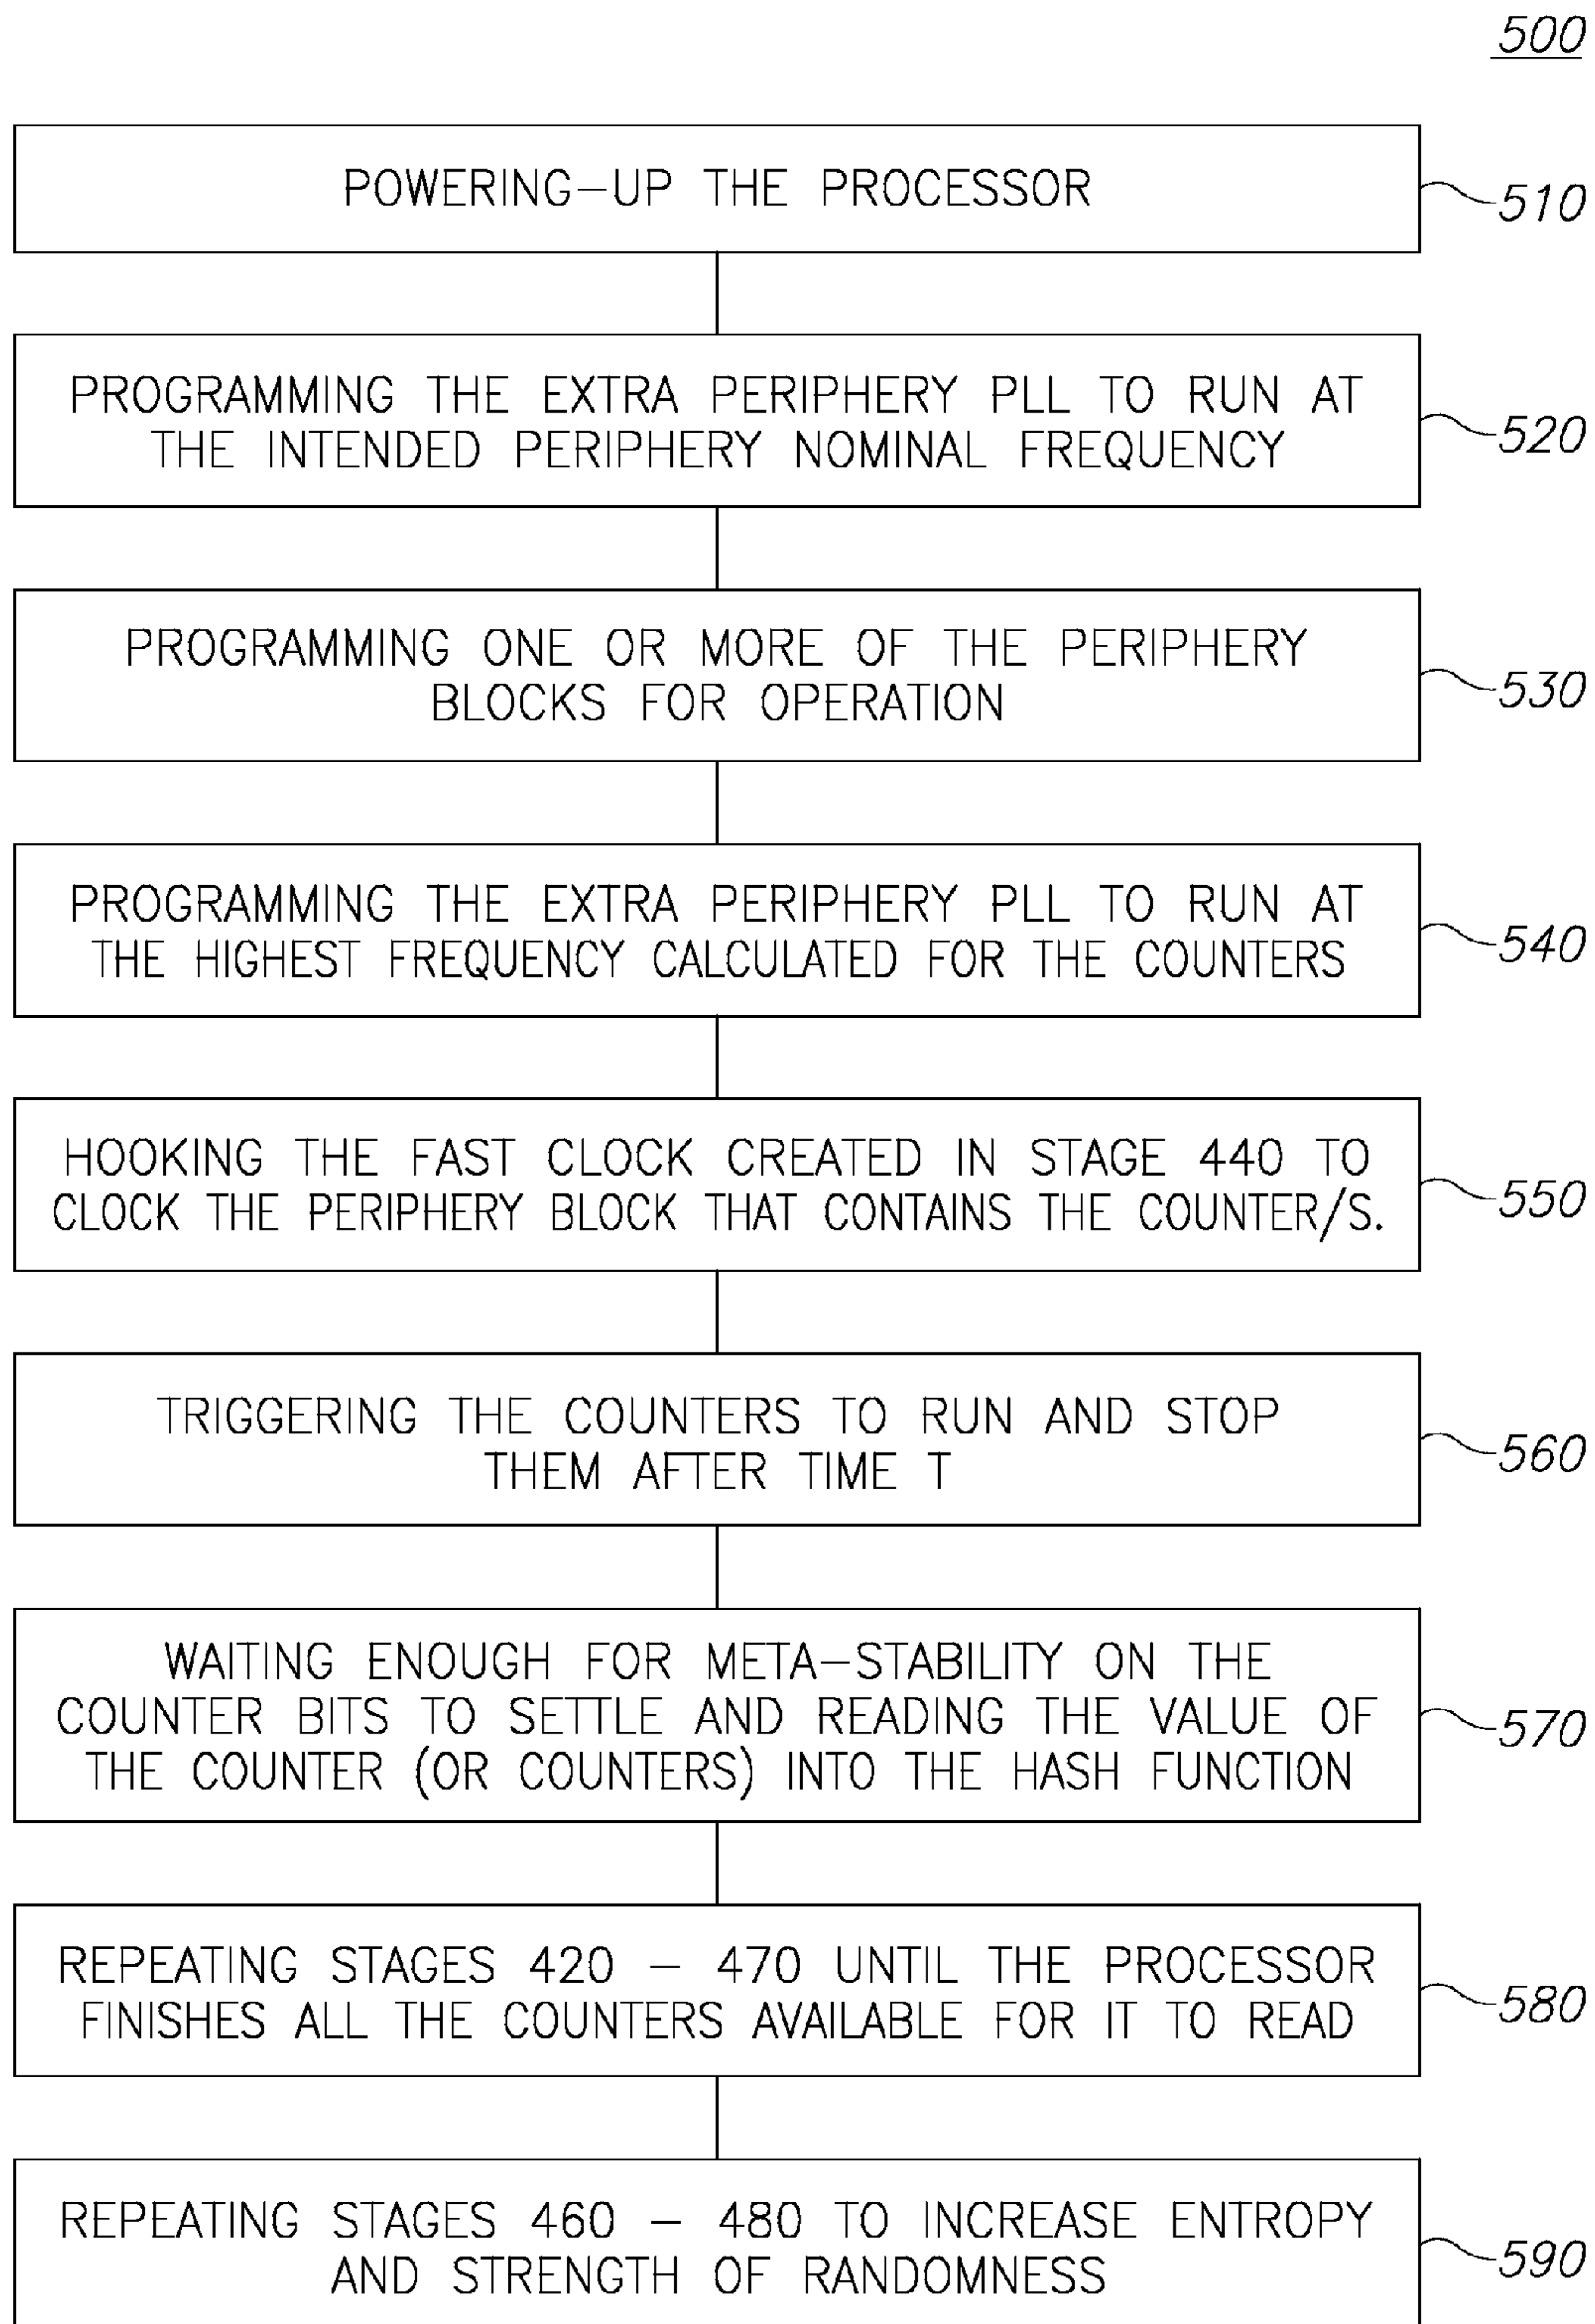 500
POWERING-UP THE PROCESSOR
510
PROGRAMMING THE EXTRA PERIPHERY PLL TO RUN AT
THE INTENDED PERIPHERY NOMINAL FREQUENCY
520
PROGRAMMING ONE OR MORE OF THE PERIPHERY
BLOCKS FOR OPERATION
530
PROGRAMMING THE EXTRA PERIPHERY PLL TO RUN AT
THE HIGHEST FREQUENCY CALCULATED FOR THE COUNTERS
540
HOOKING THE FAST CLOCK CREATED IN STAGE 440 TO
CLOCK THE PERIPHERY BLOCK THAT CONTAINS THE COUNTER/S.
550
TRIGGERING THE COUNTERS TO RUN AND STOP
THEM AFTER TIME T
560
WAITING ENOUGH FOR META-STABILITY ON THE
COUNTER BITS TO SETTLE AND READING THE VALUE OF
THE COUNTER (OR COUNTERS) INTO THE HASH FUNCTION
570
REPEATING STAGES 420 - 470 UNTIL THE PROCESSOR
FINISHES ALL THE COUNTERS AVAILABLE FOR IT TO READ
580
REPEATING STAGES 460 - 480 TO INCREASE ENTROPY
AND STRENGTH OF RANDOMNESS
590